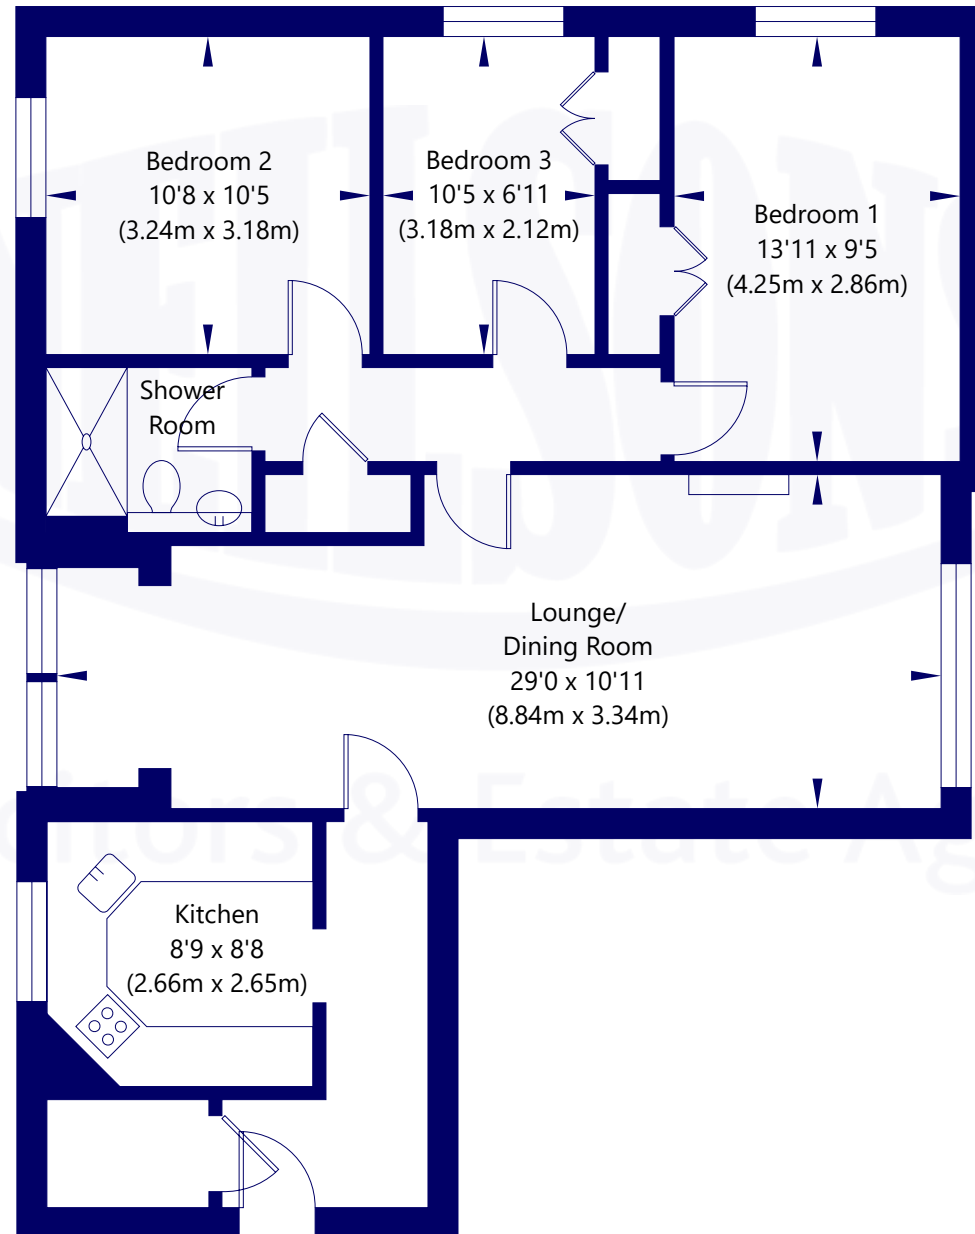 Bedroom 2
10'8 x 10'5
(3.24m x 3.18m)
Bedroom 3
10'5 x 6'11
(3.18m x 2.12m)
Bedroom 1
13'11 x 9'5
(4.25m x 2.86m)
Shower
Room
Lounge/
Dining Room
29'0 x 10'11
(8.84m x 3.34m)
Kitchen
8'9 x 8'8
(2.66m x 2.65m)
& Estate